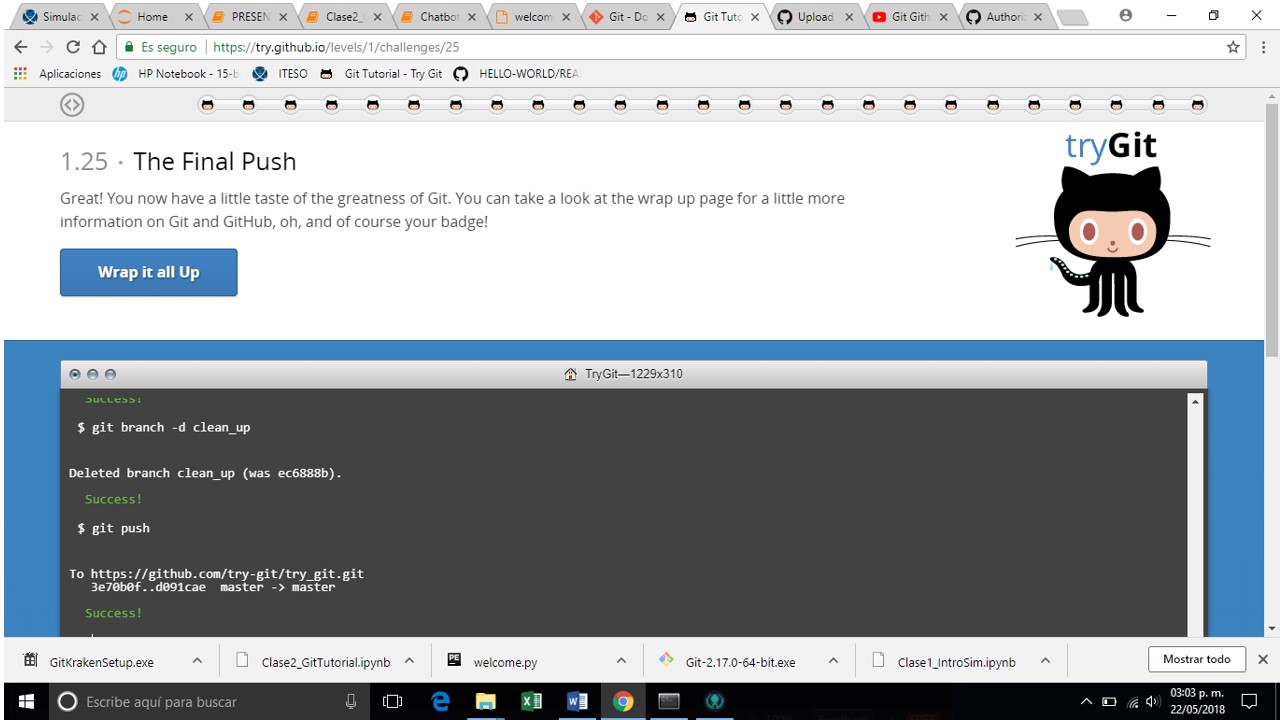 Simulac
Home
PRESEN
Clase2_
Chatbot
welcom
Git - Do
Git Tuto
Upload
Git Gith
Authori
Es seguro
https://try.github.io/levels/1/challenges/25
Aplicaciones
HP Notebook - 15-b
ITESO
Git Tutorial - Try Git
HELLO-WORLD/REA
1.25 · The Final Push
Great! You now have a little taste of the greatness of Git. You can take a look at the wrap up page for a little more
information on Git and GitHub, oh, and of course your badge!
Wrap it all Up
tryGit
TryGit—1229x310
Success!
$ git branch -d clean_up
Deleted branch clean_up (was ec6888b).
Success!
$ git push
To https://github.com/try-git/try_git.git
3e70b0f..d091cae master -> master
Success!
GitKrakenSetup.exe
Clase2_GitTutorial.ipynb
welcome.py
Git-2.17.0-64-bit.exe
Clase1_IntroSim.ipynb
Mostrar todo
Escribe aquí para buscar
03:03 p. m.
22/05/2018